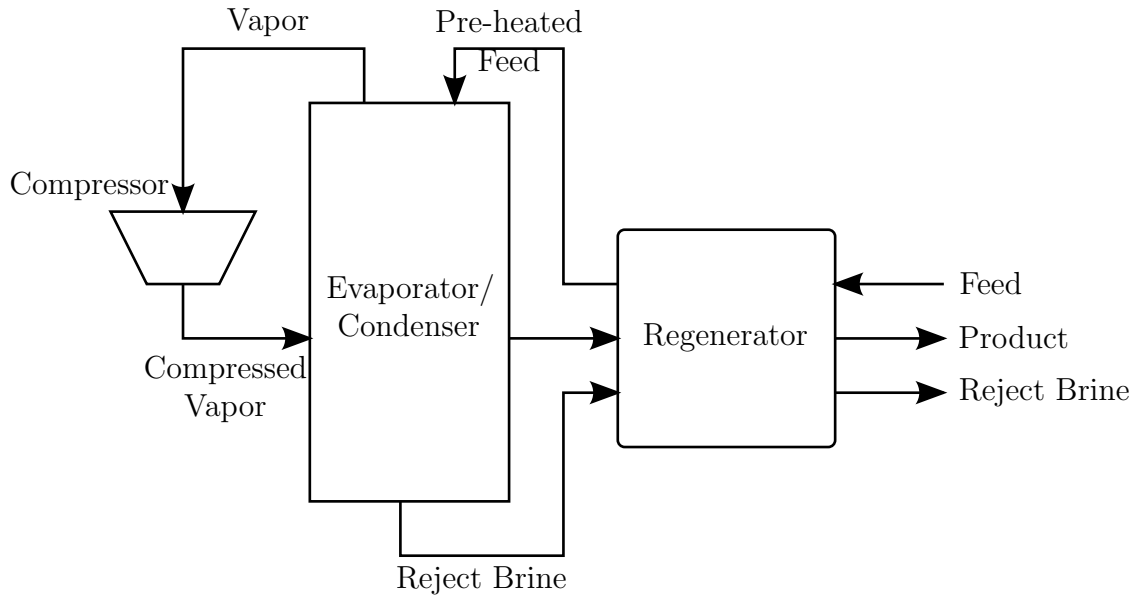 Vapor
Pre-heated
Feed
Compressor
Evaporator/
Condenser
Regenerator
Feed
Product
Reject Brine
Compressed
Vapor
Reject Brine